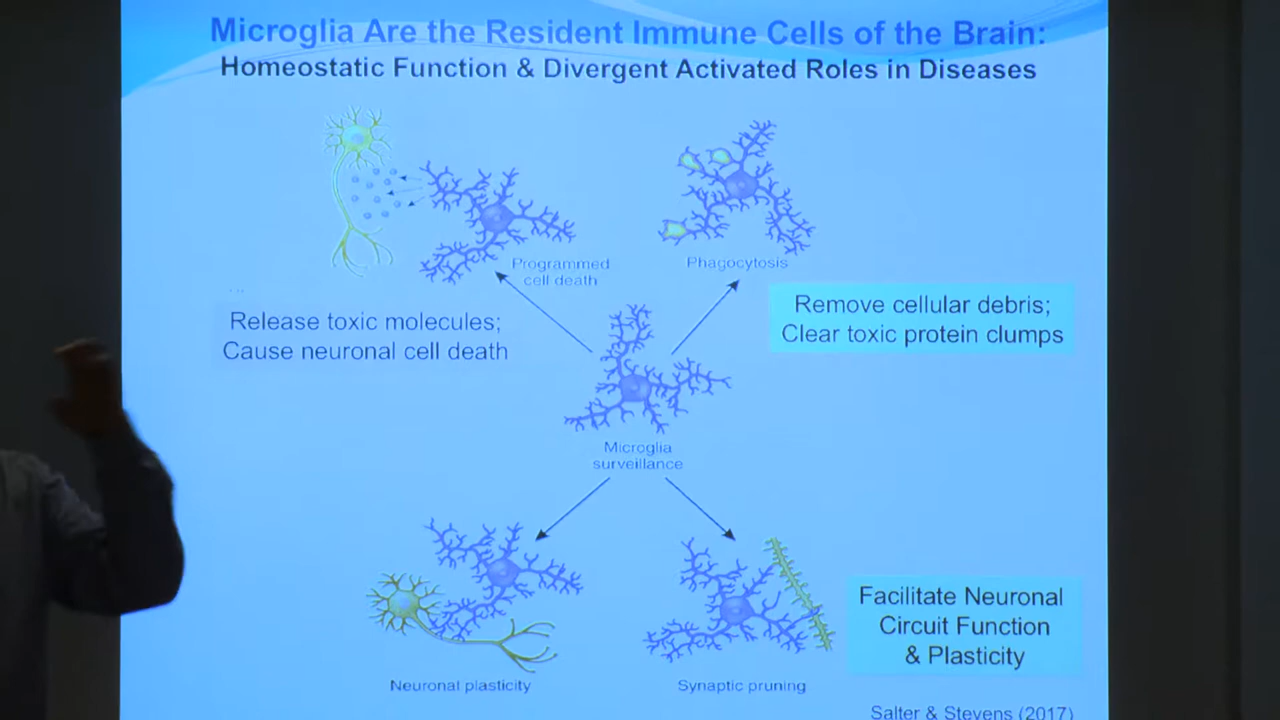 Microglia Are the Resident Immune Cells of the Brain:
Homeostatic Function & Divergent Activated Roles in Diseases
Programmed
cell death
Phagocytosis
Release toxic molecules;
Cause neuronal cell death
Remove cellular debris;
Clear toxic protein clumps
Microglia
surveillance
Neuronal plasticity
Synaptic pruning
Facilitate Neuronal
Circuit Function
& Plasticity
Salter & Stevens (2017)